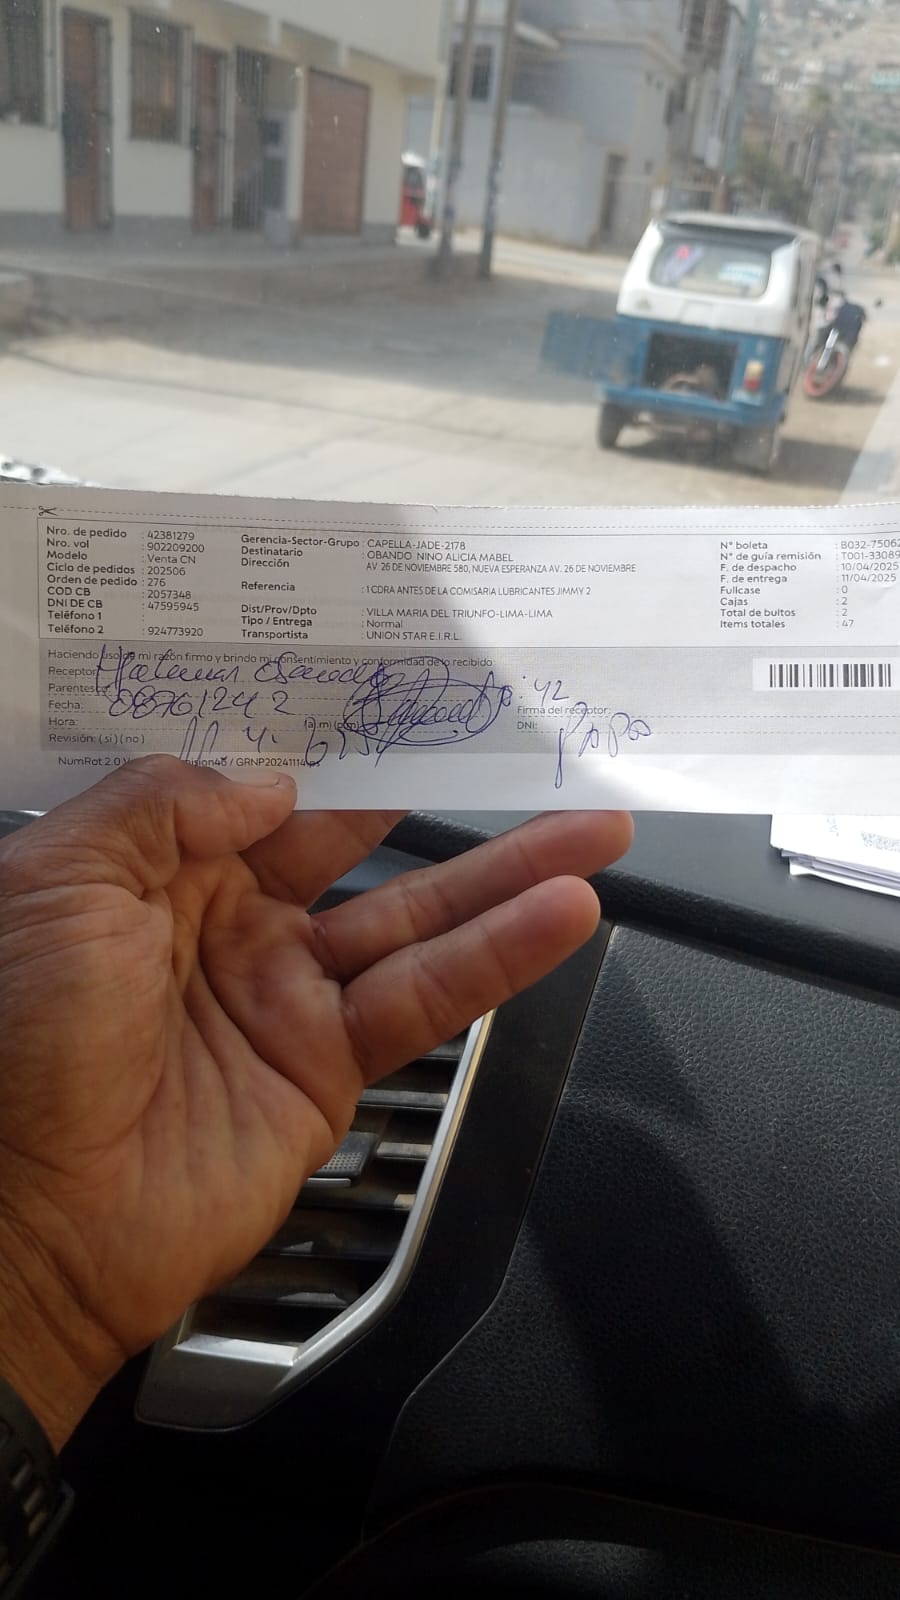 Nro. de pedido : 42381279
Nro. vol : 902209200
Modelo : Venta CN
Ciclo de pedidos : 202506
Orden de pedido : 276
COD CB : 2057348
DNI DE CB : 47595945
Teléfono 1 :
Teléfono 2 : 924773920
Gerencia-Sector-Grupo : CAPELLA-JADE-2178
Destinatario : OBANDO NINO ALICIA MABEL
Dirección AV 26 DE NOVIEMBRE 580, NUEVA ESPERANZA AV. 26 DE NOVIEMBRE
Referencia : 1 CDRA ANTES DE LA COMISARIA LUBRICANTES JIMMY 2
Dist/Prov/Dpto : VILLA MARIA DEL TRIUNFO-LIMA-LIMA
Tipo / Entrega : Normal
Transportista : UNION STAR E.I.R.L.
N° boleta : B032-75062
N° de guía remisión : T001-33089
F. de despacho : 10/04/2025
F. de entrega : 11/04/2025
Fullcase : 0
Cajas : 2
Total de bultos : 2
Items totales : 47
Haciendo uso de mi razón firmo y brindo mi consentimiento y conformidad de lo recibido:
Receptor
Parentesco
Fecha: 08761242
Hora: (a) m) (p m)
10:42
Firma del receptor:
DNI:
Papa
Revisión: ( si ) ( no )
NumRot 2.0 / GRNP20241114